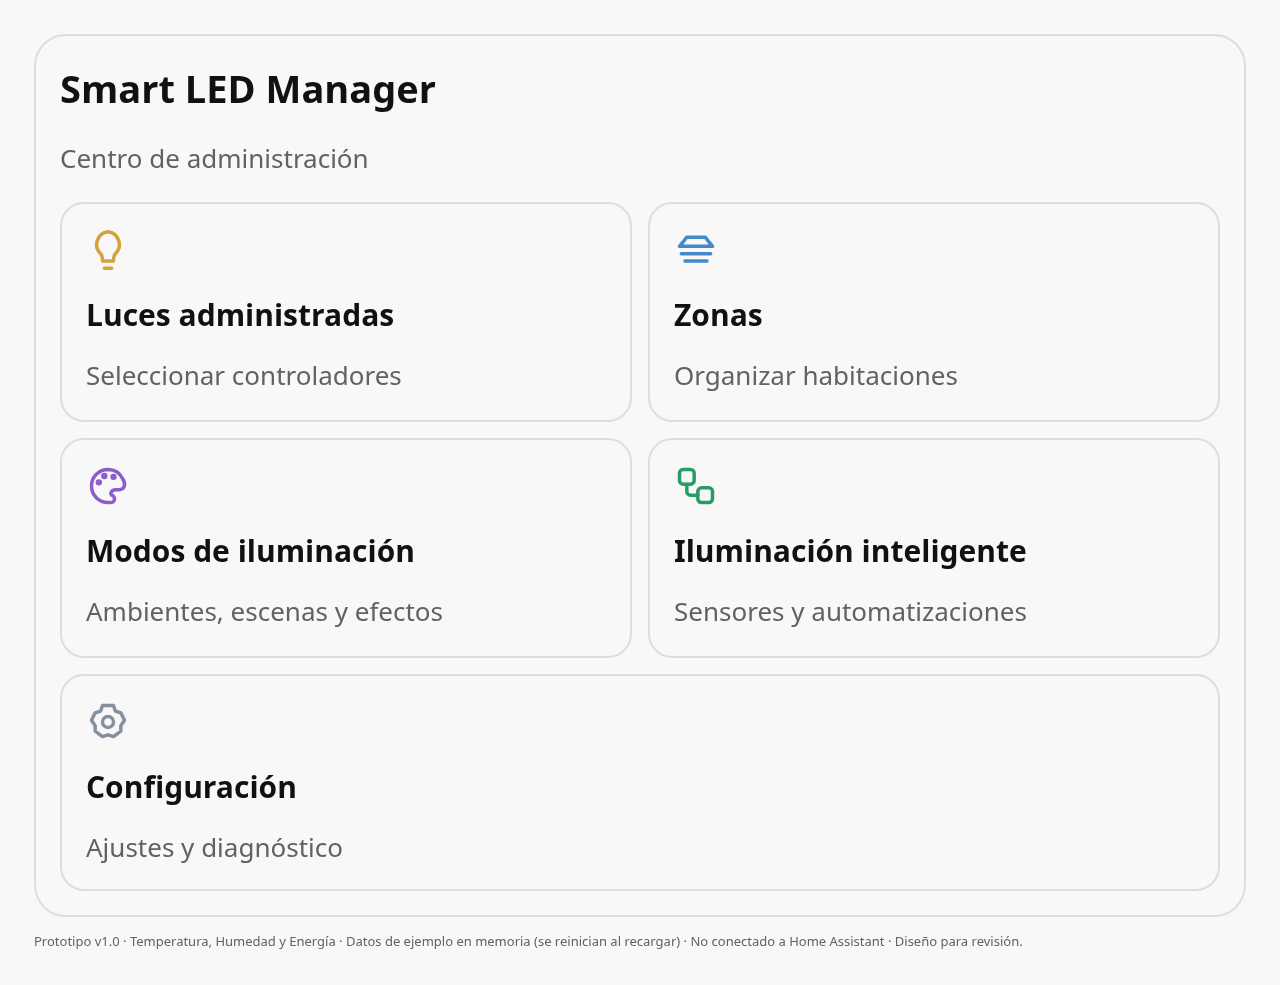 Smart LED Manager
Centro de administración
Luces administradas
Seleccionar controladores
Zonas
Organizar habitaciones
Modos de iluminación
Ambientes, escenas y efectos
Iluminación inteligente
Sensores y automatizaciones
Configuración
Ajustes y diagnóstico
Prototipo v1.0 · Temperatura, Humedad y Energía · Datos de ejemplo en memoria (se reinician al recargar) · No conectado a Home Assistant · Diseño para revisión.